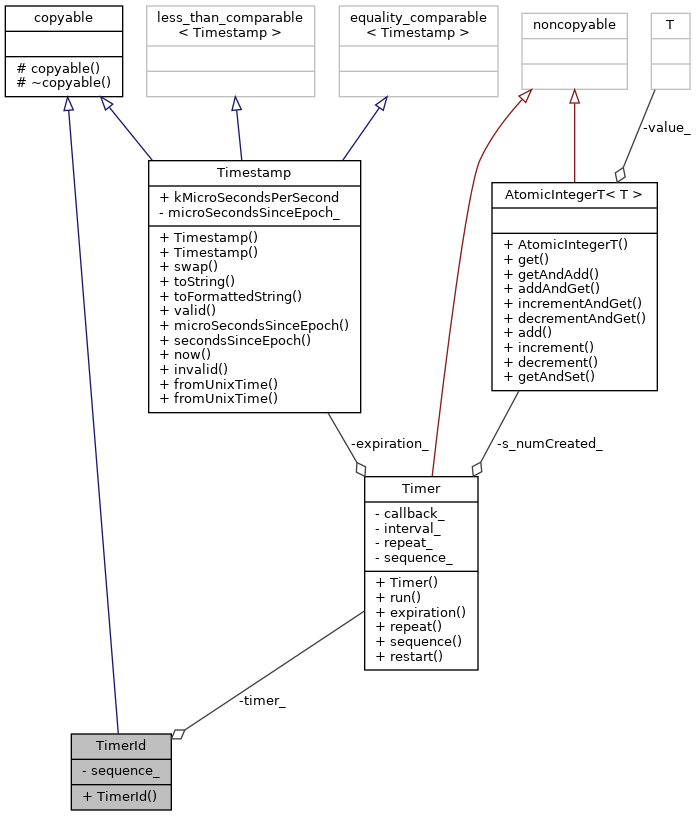 copyable
# copyable()
# ~copyable()
less_than_comparable
< Timestamp >
equality_comparable
< Timestamp >
noncopyable
T
-value_
Timestamp
+ kMicroSecondsPerSecond
- microSecondsSinceEpoch_
+ Timestamp()
+ Timestamp()
+ swap()
+ toString()
+ toFormattedString()
+ valid()
+ microSecondsSinceEpoch()
+ secondsSinceEpoch()
+ now()
+ invalid()
+ fromUnixTime()
+ fromUnixTime()
AtomicIntegerT< T >
+ AtomicIntegerT()
+ get()
+ getAndAdd()
+ addAndGet()
+ incrementAndGet()
+ decrementAndGet()
+ add()
+ increment()
+ decrement()
+ getAndSet()
-expiration_
-s_numCreated_
Timer
- callback_
- interval_
- repeat_
- sequence_
+ Timer()
+ run()
+ expiration()
+ repeat()
+ sequence()
+ restart()
-timer_
TimerId
- sequence_
+ TimerId()